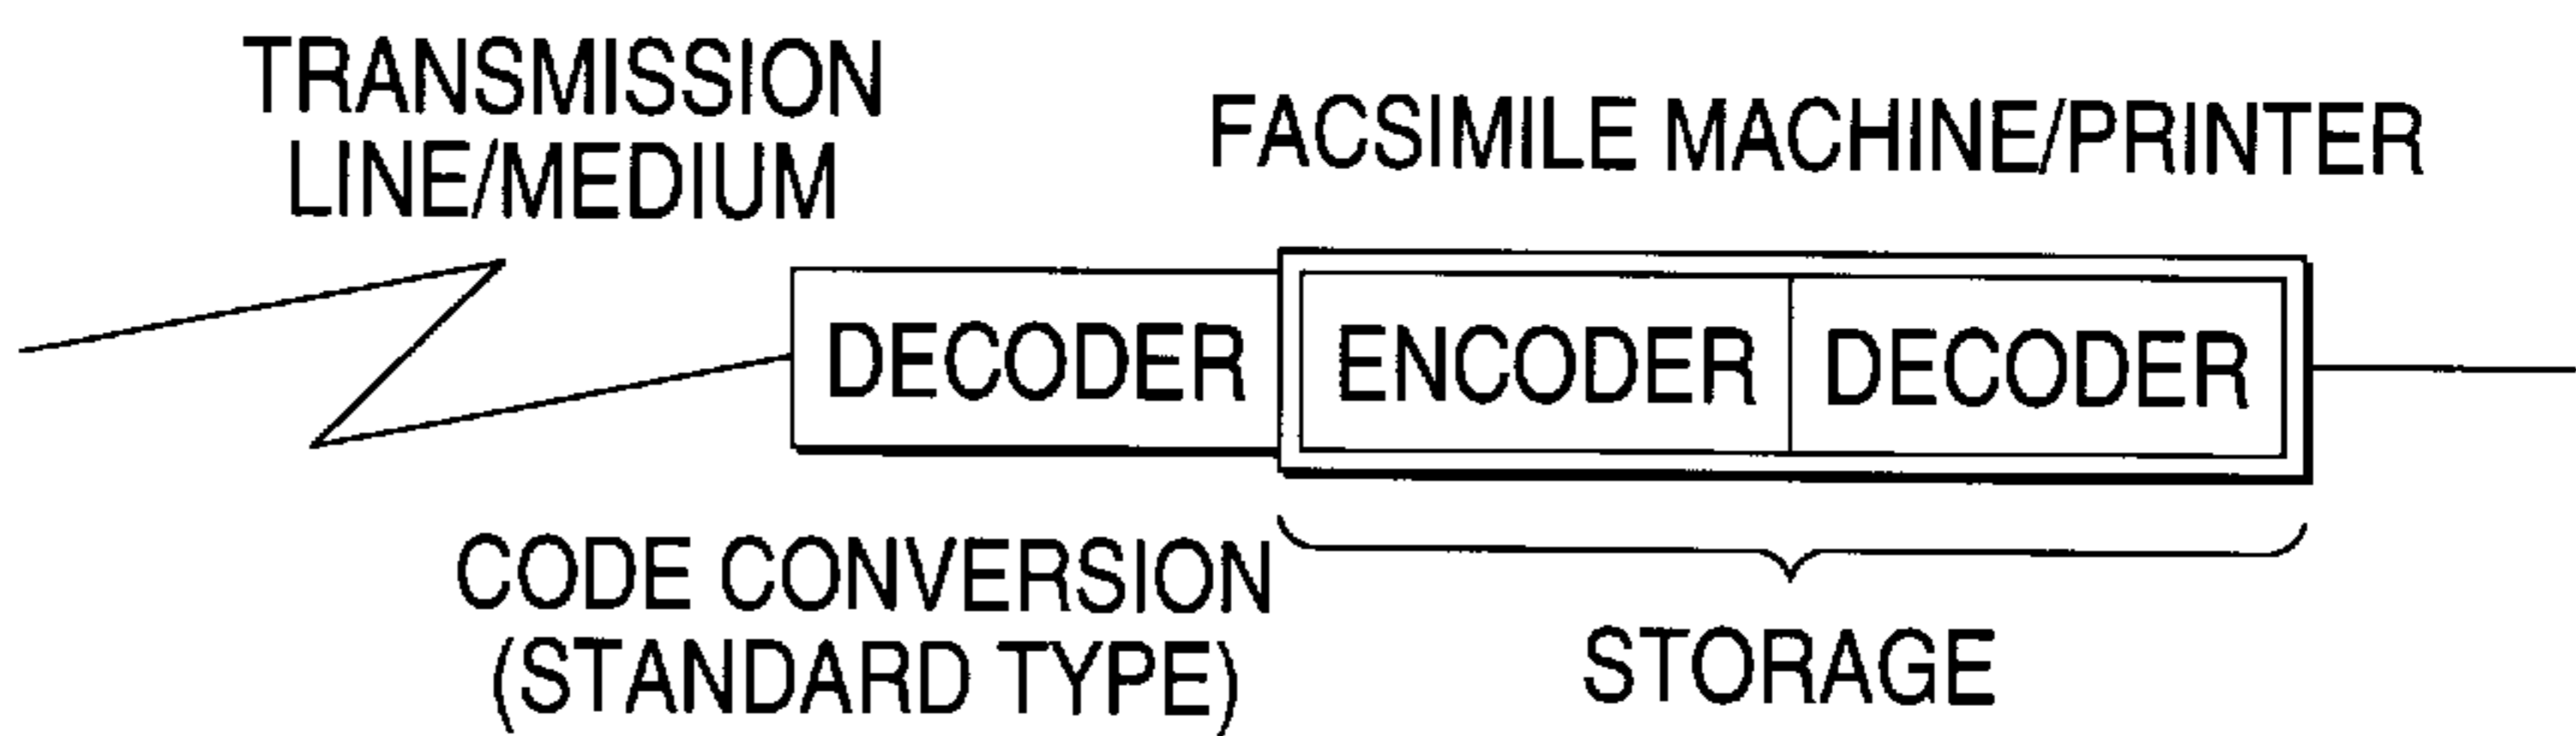 TRANSMISSION
LINE/MEDIUM
FACSIMILE MACHINE/PRINTER
DECODER
ENCODER
DECODER
CODE CONVERSION
(STANDARD TYPE)
STORAGE